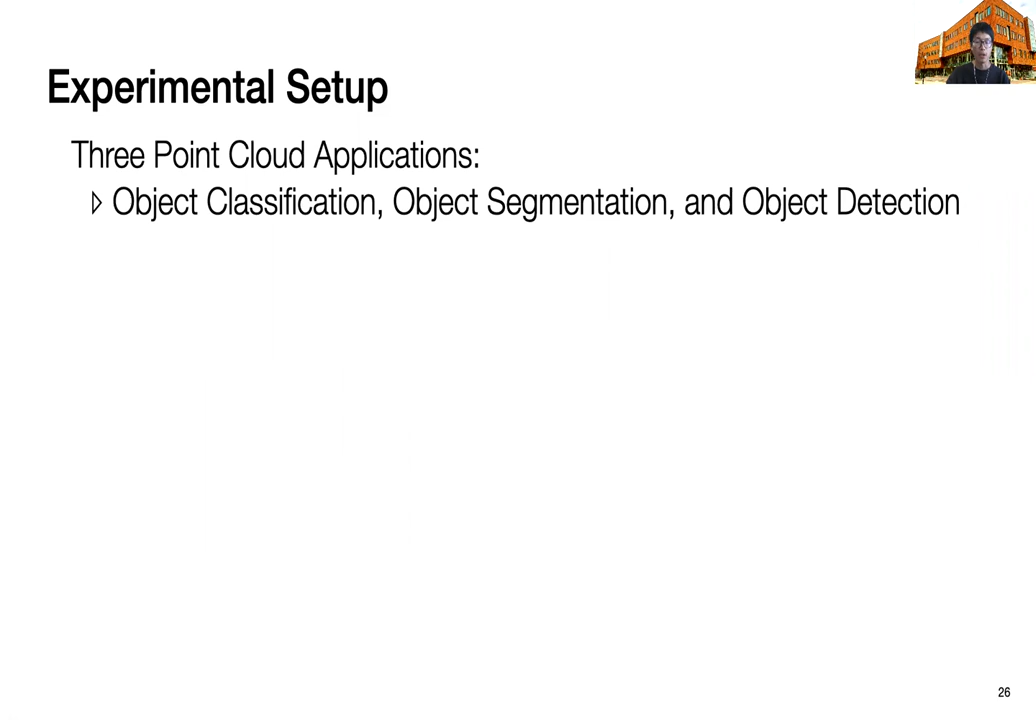 Experimental Setup
Three Point Cloud Applications:
Object Classification, Object Segmentation, and Object Detection
26